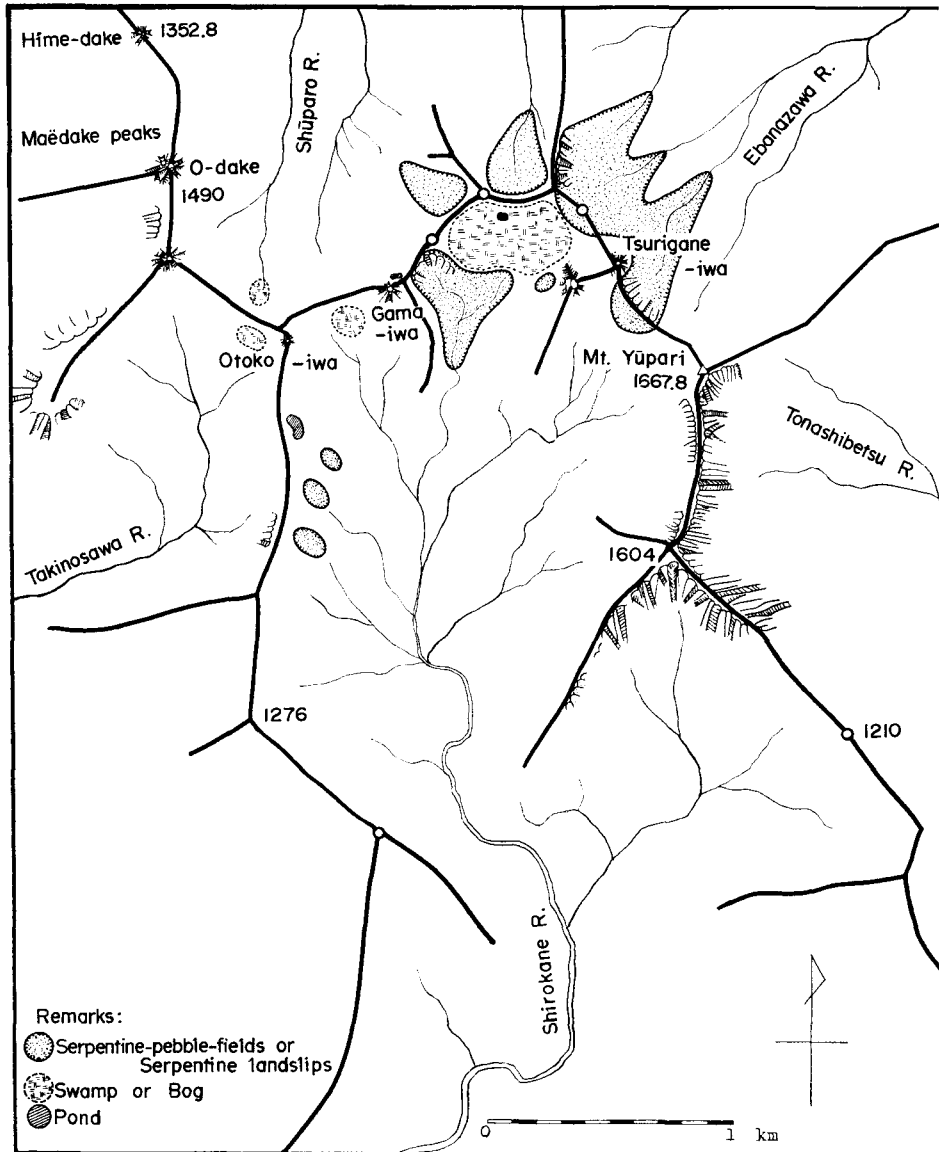 Hime-dake 1352.8
Shūparo R.
Ebanazawa R.
Maëdake peaks
O-dake
1490
Tsurigane
-iwa
Gama
-iwa
Otoko -iwa
Mt. Yūpari
1667.8
Tonashibetsu R.
Takinosawa R.
1604
1276
1210
Shirokane R.
Remarks:
Serpentine-pebble-fields or
Serpentine landslips
Swamp or Bog
Pond
0 1 km